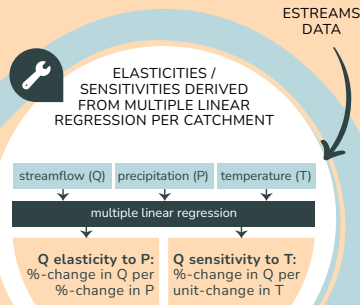 ESTREAMS
DATA
ELASTICITIES /
SENSITIVITIES DERIVED
FROM MULTIPLE LINEAR
REGRESSION PER CATCHMENT
streamflow (Q) precipitation (P) temperature (T)
multiple linear regression
Q elasticity to P:
%-change in Q per
%-change in P
Q sensitivity to T:
%-change in Q per
unit-change in T